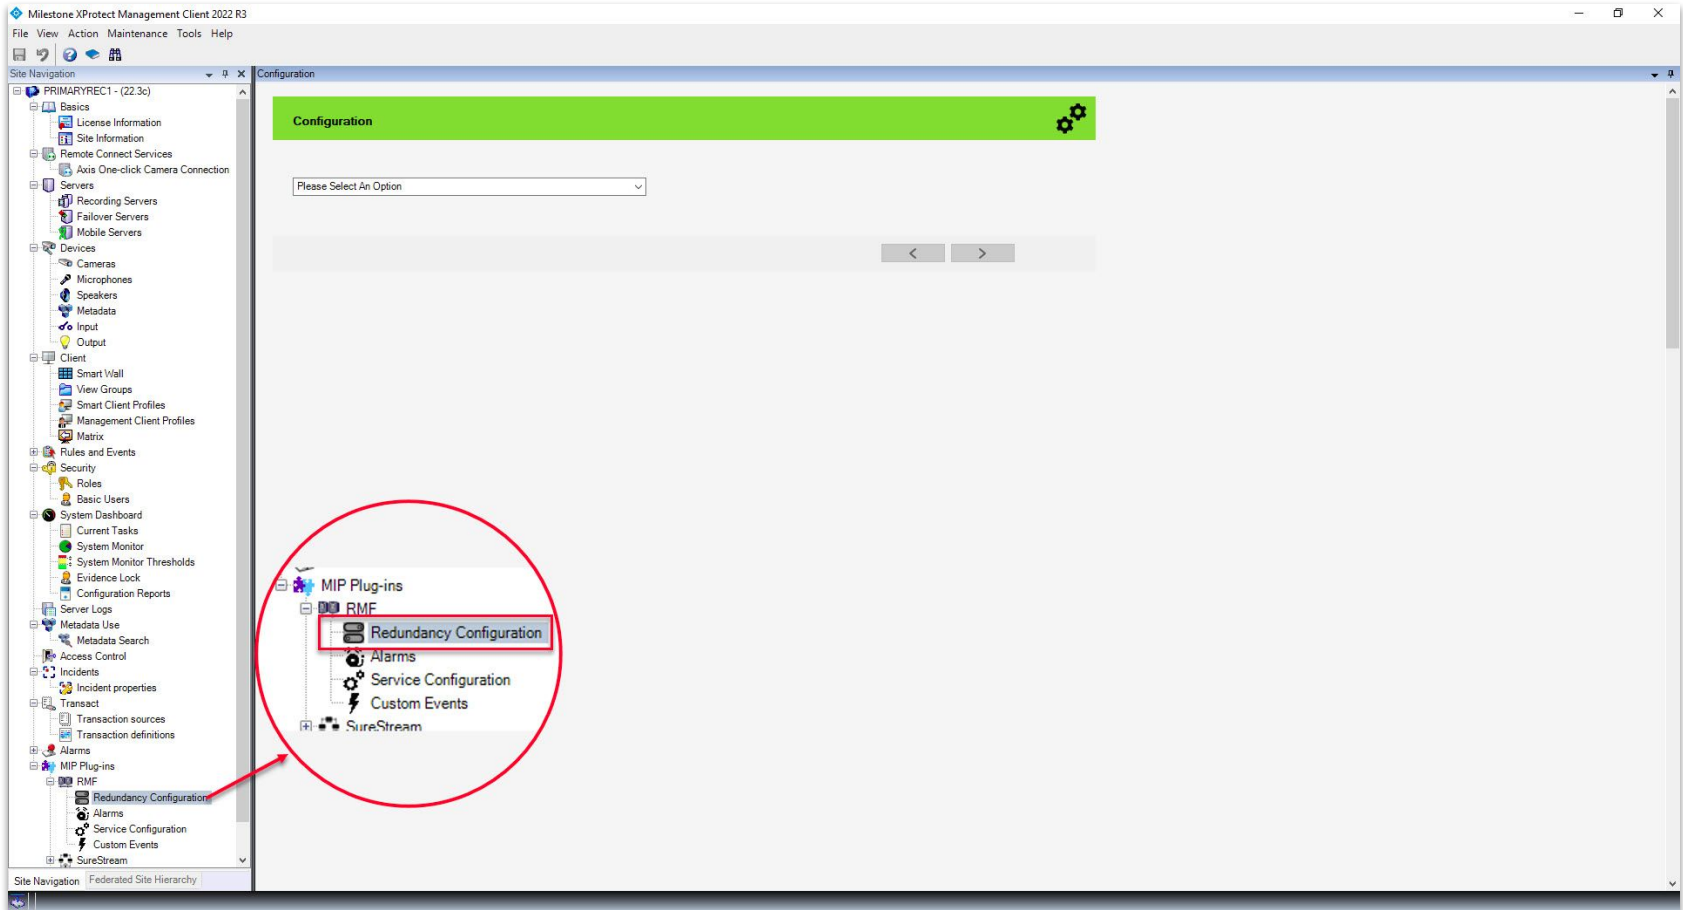 Milestone XProtect Management Client 2022 R3
File View Action Maintenance Tools Help
Site Navigation
PRIMARYREC1 - (22.3c)
Basics
License Information
Site Information
Remote Connect Services
Axis One-click Camera Connection
Servers
Recording Servers
Failover Servers
Mobile Servers
Devices
Cameras
Microphones
Speakers
Metadata
Input
Output
Client
Smart Wall
View Groups
Smart Client Profiles
Management Client Profiles
Matrix
Rules and Events
Security
Roles
Basic Users
System Dashboard
Current Tasks
System Monitor
System Monitor Thresholds
Evidence Lock
Configuration Reports
Server Logs
Metadata Use
Metadata Search
Access Control
Incidents
Incident properties
Transact
Transaction sources
Transaction definitions
Alarms
MIP Plug-ins
RMF
Redundancy Configuration
Alarms
Service Configuration
Custom Events
SureStream
Site Navigation Federated Site Hierarchy
Configuration
Configuration
Please Select An Option
< >
MIP Plug-ins
RMF
Redundancy Configuration
Alarms
Service Configuration
Custom Events
SureStream